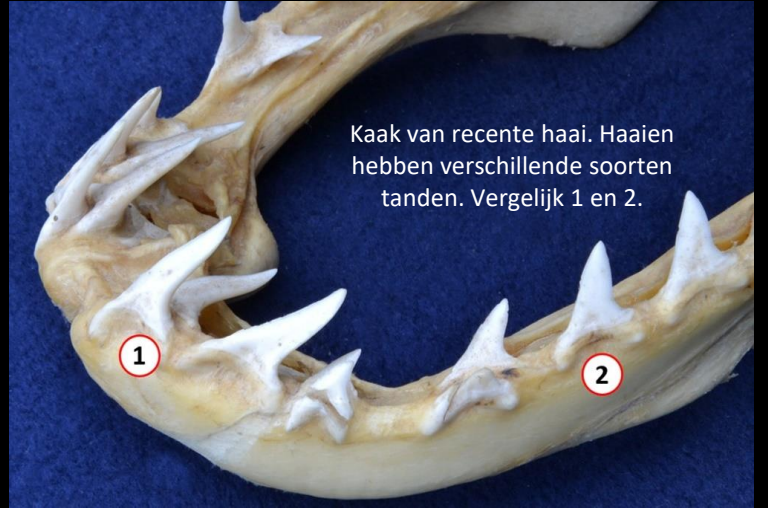 Kaak van recente haai. Haaien
hebben verschillende soorten
tanden. Vergelijk 1 en 2.
1
2